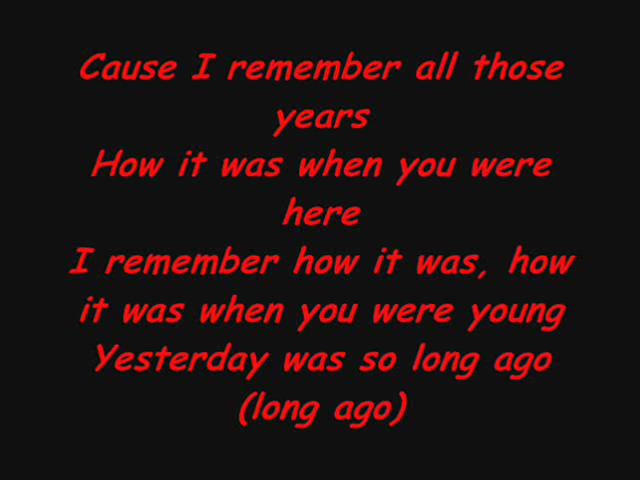 Cause I remember all those
years
How it was when you were
here
I remember how it was, how
it was when you were young
Yesterday was so long ago
(long ago)